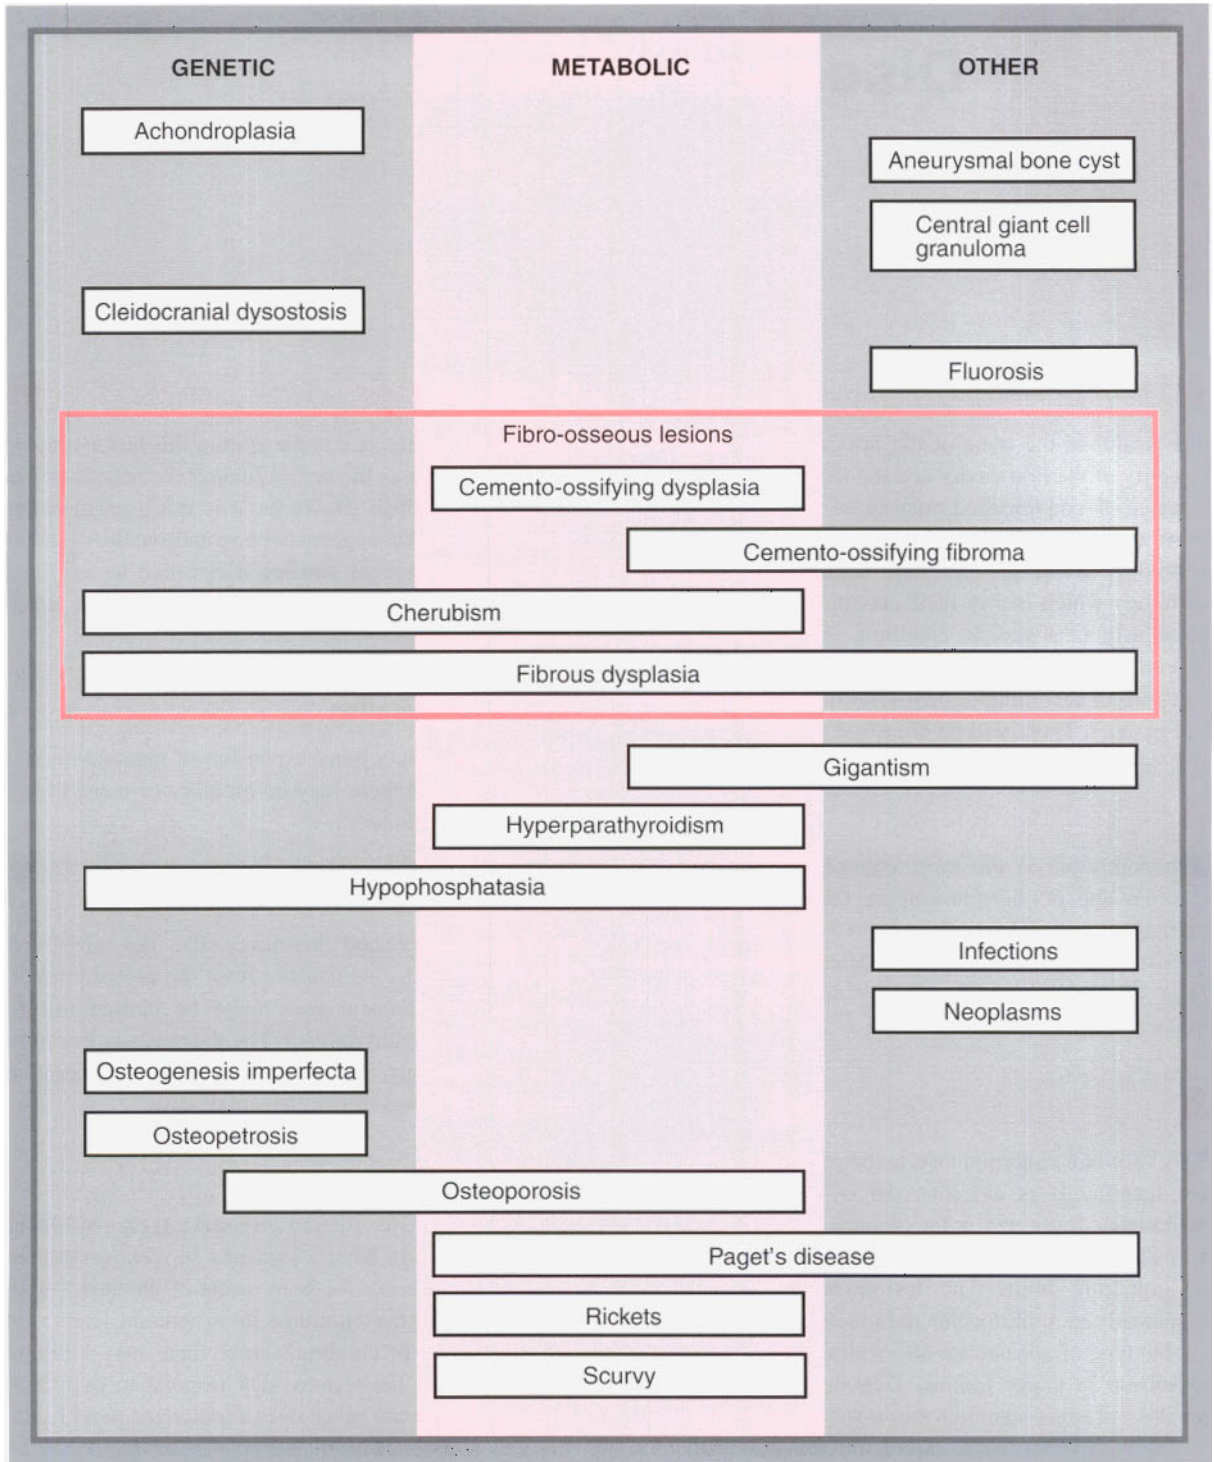 GENETIC METABOLIC OTHER
Achondroplasia
Aneurysmal bone cyst
Central giant cell
granuloma
Cleidocranial dysostosis
Fluorosis
Fibro-osseous lesions
Cemento-ossifying dysplasia
Cemento-ossifying fibroma
Cherubism
Fibrous dysplasia
Gigantism
Hyperparathyroidism
Hypophosphatasia
Infections
Neoplasms
Osteogenesis imperfecta
Osteopetrosis
Osteoporosis
Paget's disease
Rickets
Scurvy